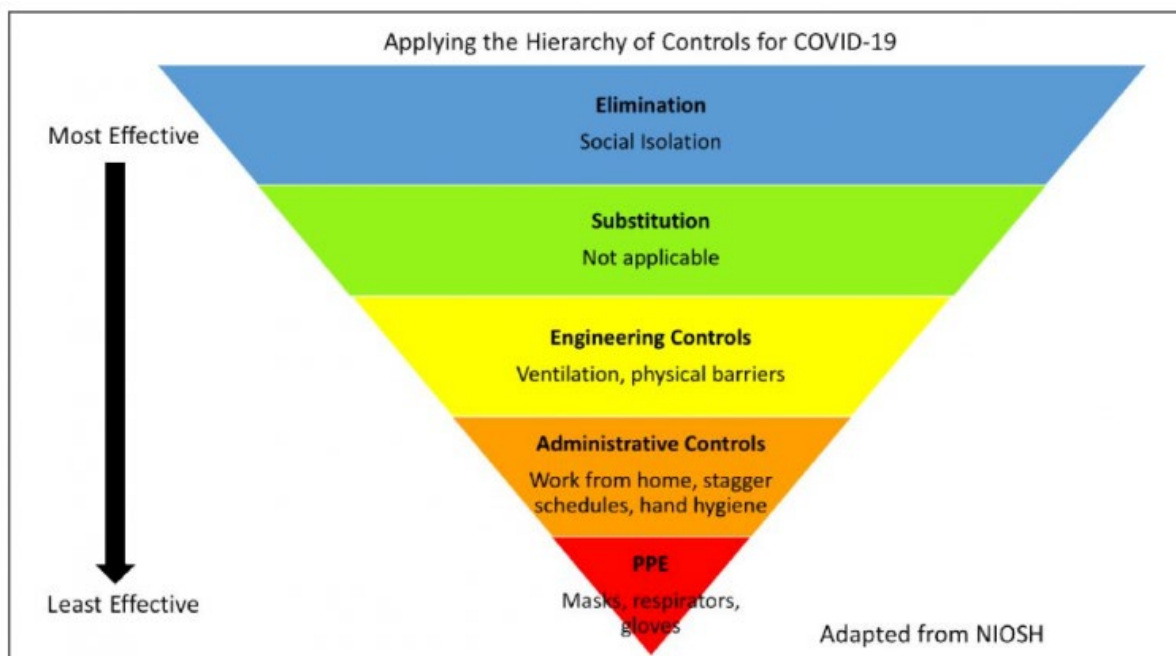 Applying the Hierarchy of Controls for COVID-19
Most Effective
Elimination
Social Isolation
Substitution
Not applicable
Engineering Controls
Ventilation, physical barriers
Administrative Controls
Work from home, stagger
schedules, hand hygiene
PPE
Masks, respirators,
gloves
Least Effective
Adapted from NIOSH